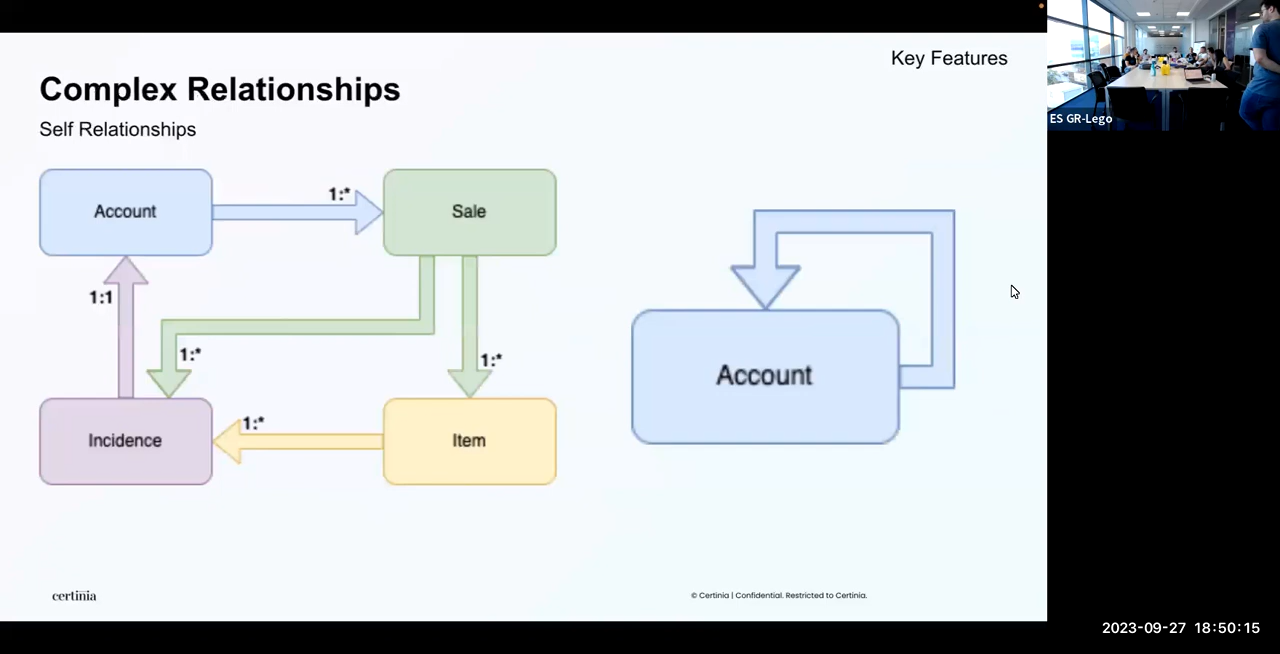 Key Features
Complex Relationships
Self Relationships
ES GR-Lego
Account
1:*
Sale
1:1
1:*
1:*
Account
Incidence
1:*
Item
certinia
© Certinia | Confidential. Restricted to Certinia.
2023-09-27 18:50:15